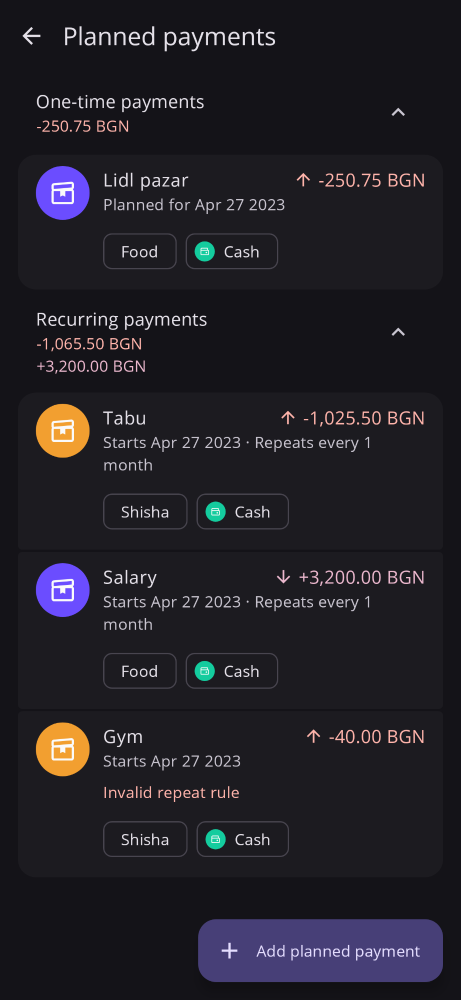 Planned payments
One-time payments
-250.75 BGN
Lidl pazar
-250.75 BGN
Planned for Apr 27 2023
Food
Cash
Recurring payments
-1,065.50 BGN
+3,200.00 BGN
Tabu
-1,025.50 BGN
Starts Apr 27 2023 · Repeats every 1
month
Shisha
Cash
Salary
+3,200.00 BGN
Starts Apr 27 2023 · Repeats every 1
month
Food
Cash
Gym
-40.00 BGN
Starts Apr 27 2023
Invalid repeat rule
Shisha
Cash
Add planned payment